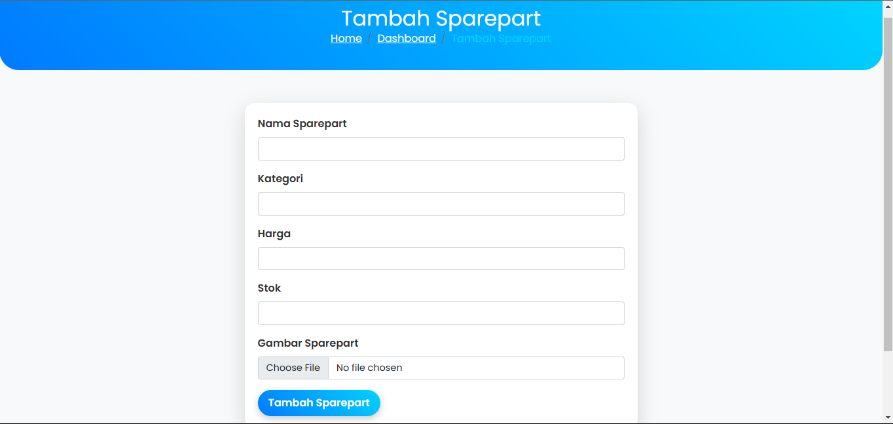 Tambah Sparepart
Home / Dashboard / Tambah Sparepart
Nama Sparepart
Kategori
Harga
Stok
Gambar Sparepart
Choose File No file chosen
Tambah Sparepart